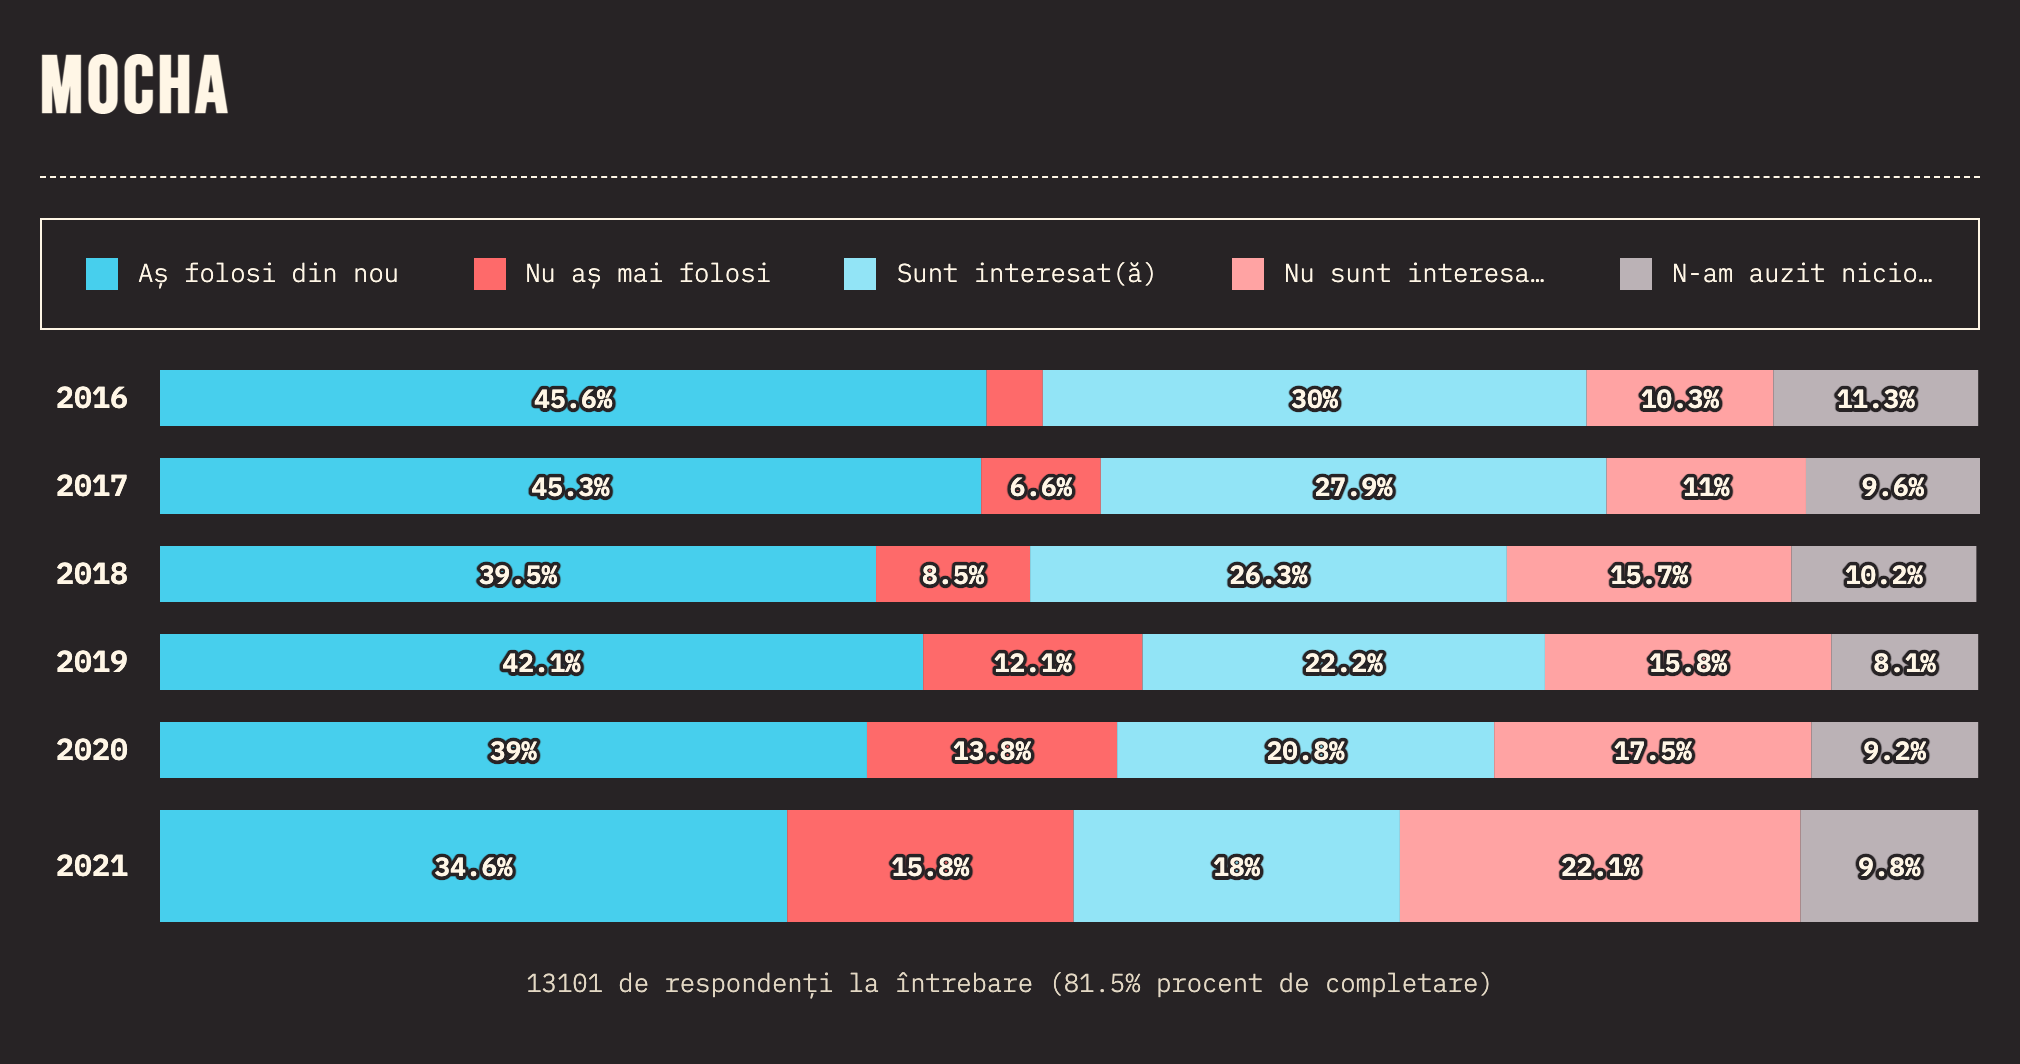 MOCHA
Aș folosi din nou Nu aș mai folosi Sunt interesat(ă) Nu sunt interesa… N-am auzit nicio…
2016 45.6% 30% 10.3% 11.3%
2017 45.3% 6.6% 27.9% 11% 9.6%
2018 39.5% 8.5% 26.3% 15.7% 10.2%
2019 42.1% 12.1% 22.2% 15.8% 8.1%
2020 39% 13.8% 20.8% 17.5% 9.2%
2021 34.6% 15.8% 18% 22.1% 9.8%
13101 de respondenți la întrebare (81.5% procent de completare)